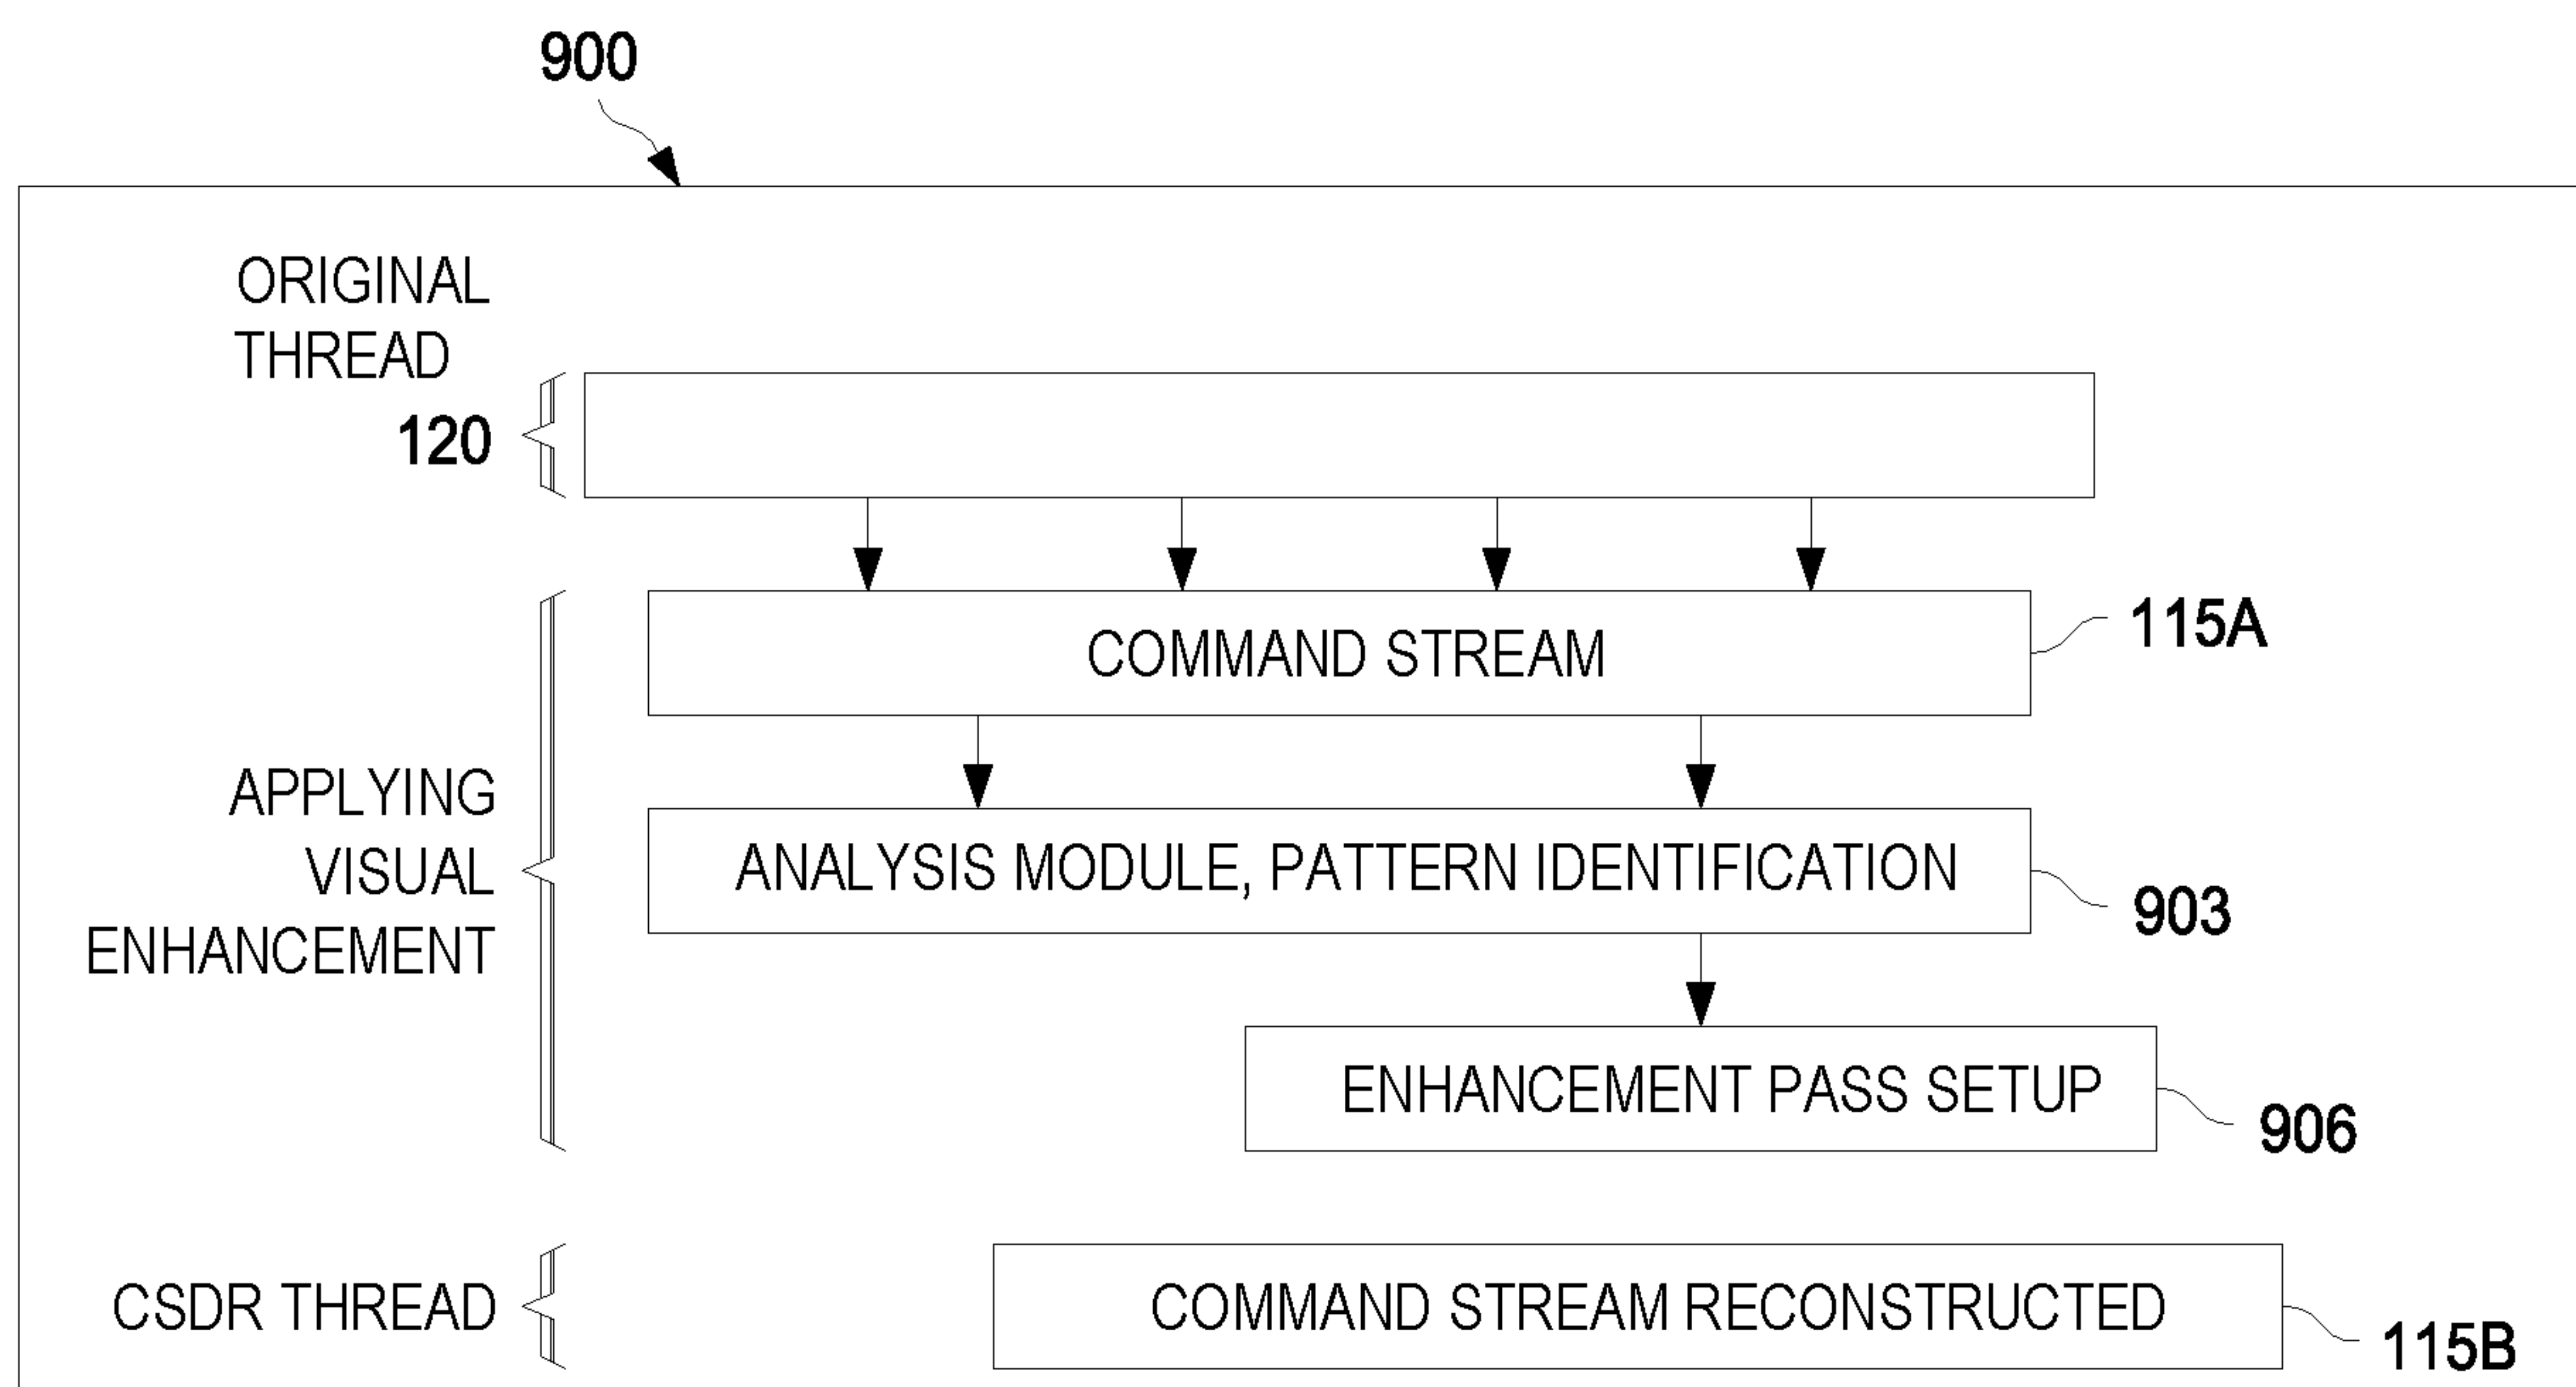 900
ORIGINAL
THREAD
120
COMMAND STREAM
115A
APPLYING
VISUAL
ENHANCEMENT
ANALYSIS MODULE, PATTERN IDENTIFICATION
903
ENHANCEMENT PASS SETUP
906
CSDR THREAD
COMMAND STREAM RECONSTRUCTED
115B